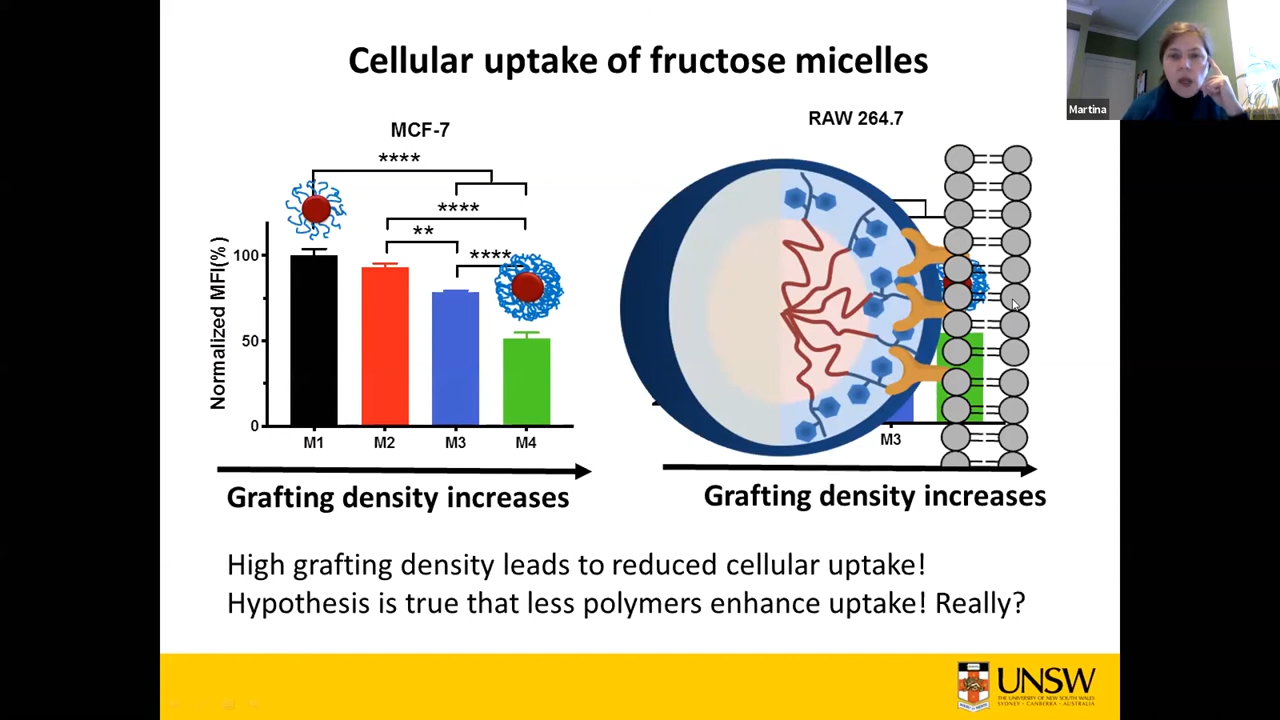 Cellular uptake of fructose micelles
Martina
MCF-7
RAW 264.7
****
****
**
****
Normalized MFI(%)
100
50
0
M1 M2 M3 M4
M3
Grafting density increases
Grafting density increases
High grafting density leads to reduced cellular uptake!
Hypothesis is true that less polymers enhance uptake! Really?
UNSW
THE UNIVERSITY OF NEW SOUTH WALES
SYDNEY · CANBERRA · AUSTRALIA